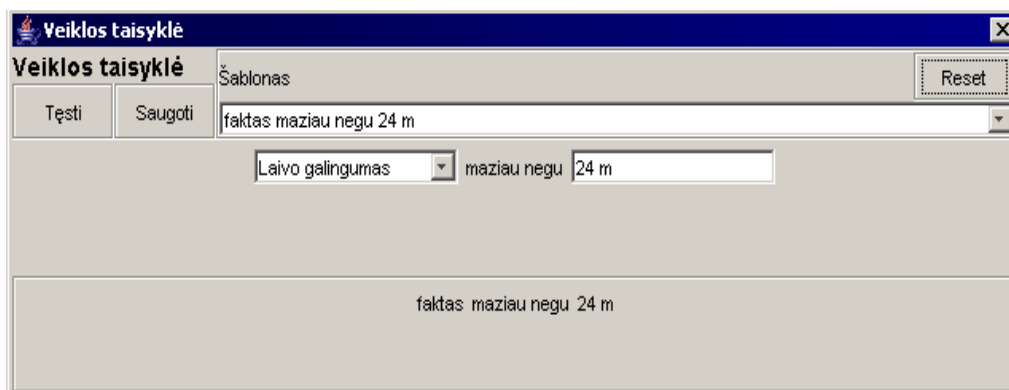 Veiklos taisyklė
Veiklos taisyklė
Šablonas
Reset
Tęsti
Saugoti
faktas maziau negu 24 m
Laivo galingumas maziau negu 24 m
faktas maziau negu 24 m